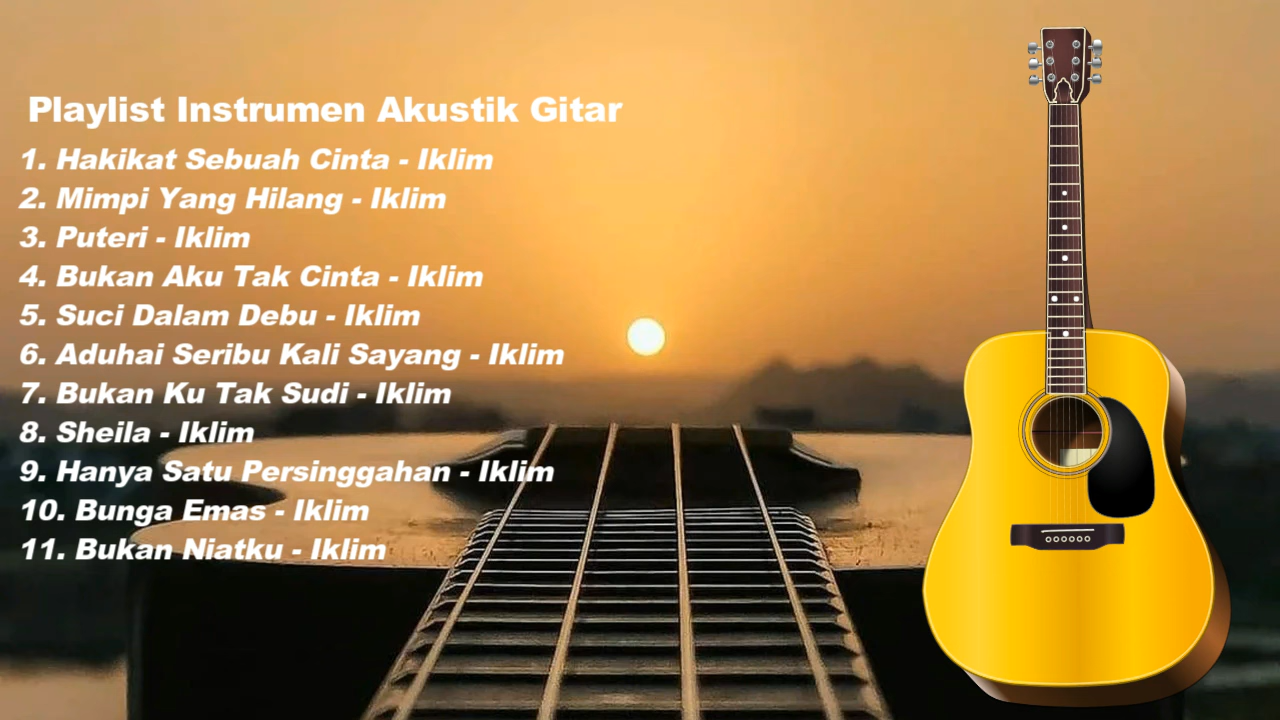 Playlist Instrumen Akustik Gitar
1. Hakikat Sebuah Cinta - Iklim
2. Mimpi Yang Hilang - Iklim
3. Puteri - Iklim
4. Bukan Aku Tak Cinta - Iklim
5. Suci Dalam Debu - Iklim
6. Aduhai Seribu Kali Sayang - Iklim
7. Bukan Ku Tak Sudi - Iklim
8. Sheila - Iklim
9. Hanya Satu Persinggahan - Iklim
10. Bunga Emas - Iklim
11. Bukan Niatku - Iklim